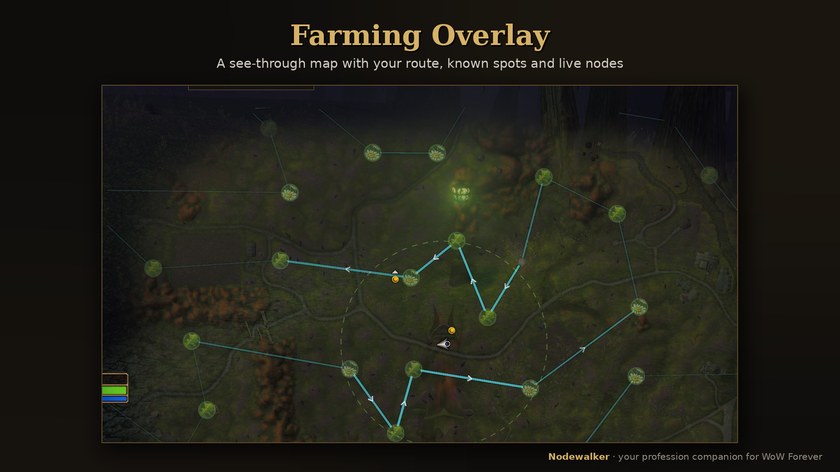 Farming Overlay
A see-through map with your route, known spots and live nodes
Nodewalker · your profession companion for WoW Forever